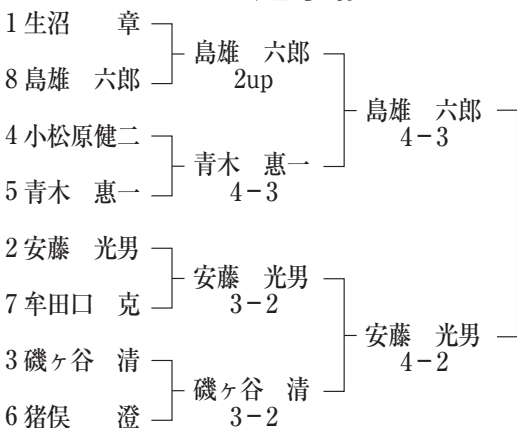 1 生沼　　章
8 島雄　六郎
島雄　六郎
2up
4 小松原健二
5 青木　惠一
青木　惠一
4－3
島雄　六郎
4－3
2 安藤　光男
7 牟田口　克
安藤　光男
3－2
3 磯ヶ谷　清
6 猪俣　　澄
磯ヶ谷　清
3－2
安藤　光男
4－2